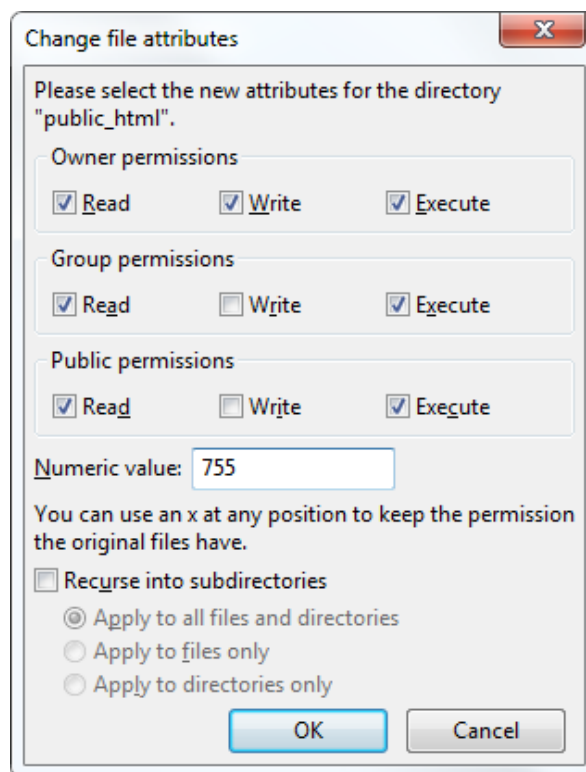 Change file attributes
Please select the new attributes for the directory
"public_html".
Owner permissions
Read Write Execute
Group permissions
Read Write Execute
Public permissions
Read Write Execute
Numeric value: 755
You can use an x at any position to keep the permission
the original files have.
Recurse into subdirectories
Apply to all files and directories
Apply to files only
Apply to directories only
OK Cancel